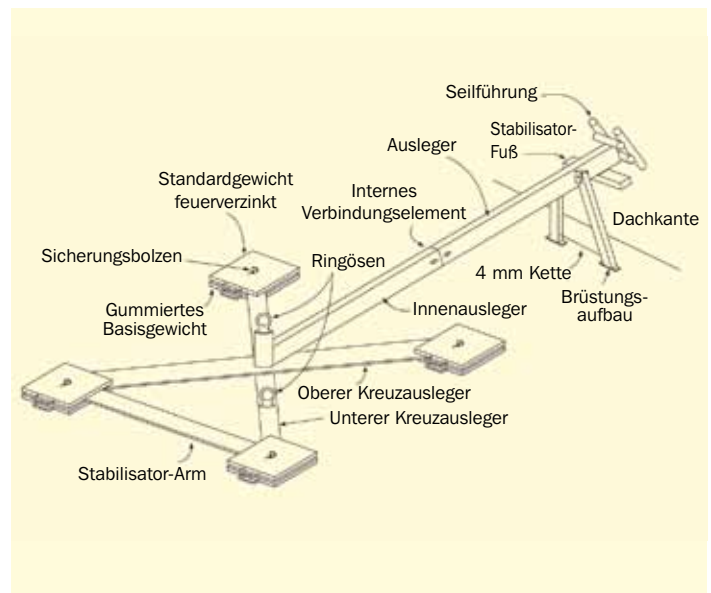 Seilführung
Stabilisator-
Fuß
Ausleger
Standardgewicht
feuerverzinkt
Internes
Verbindungselement
Dachkante
Sicherungsbolzen
Ringösen
4 mm Kette
Brüstungs-
aufbau
Gummiertes
Basisgewicht
Innenausleger
Oberer Kreuzausleger
Unterer Kreuzausleger
Stabilisator-Arm